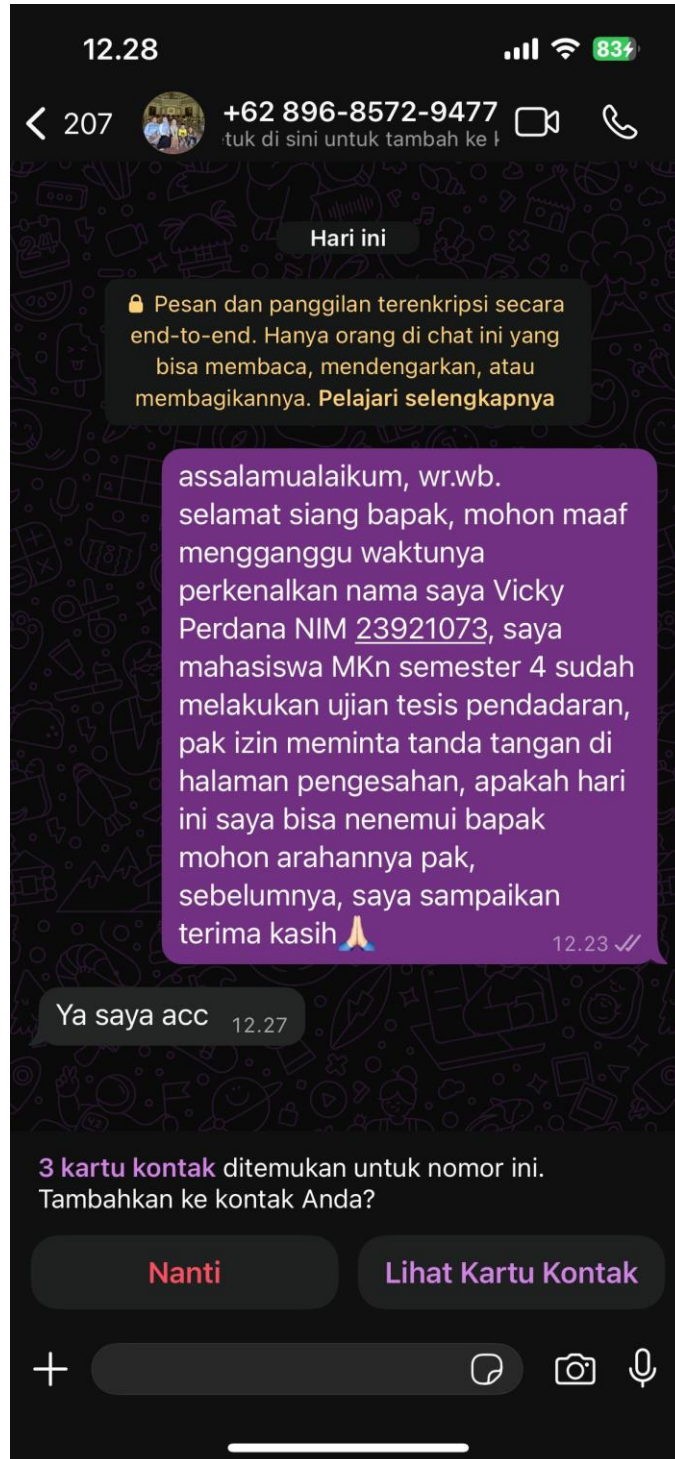 12.28
83
207
+62 896-8572-9477
tuk di sini untuk tambah ke k
Hari ini
Pesan dan panggilan terenkripsi secara
end-to-end. Hanya orang di chat ini yang
bisa membaca, mendengarkan, atau
membagikannya. Pelajari selengkapnya
assalamualaikum, wr.wb.
selamat siang bapak, mohon maaf
mengganggu waktunya
perkenalkan nama saya Vicky
Perdana NIM 23921073, saya
mahasiswa MKn semester 4 sudah
melakukan ujian tesis pendadaran,
pak izin meminta tanda tangan di
halaman pengesahan, apakah hari
ini saya bisa nenemui bapak
mohon arahannya pak,
sebelumnya, saya sampaikan
terima kasih🙏🏻
12.23
Ya saya acc 12.27
3 kartu kontak ditemukan untuk nomor ini.
Tambahkan ke kontak Anda?
Nanti
Lihat Kartu Kontak